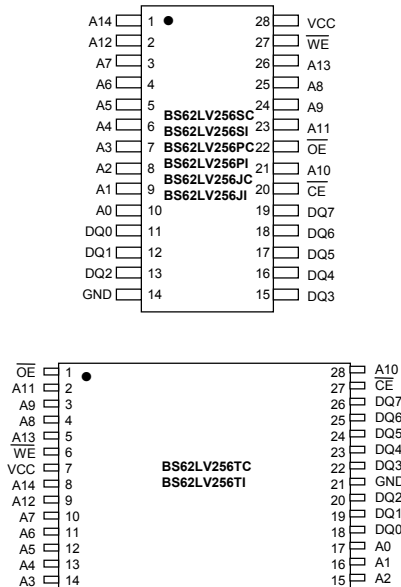 A14 1 28 VCC
A12 2 27 WE
A7 3 26 A13
A6 4 25 A8
A5 5 24 A9
BS62LV256SC
A4 6 23 A11
BS62LV256SI
A3 7 BS62LV256PC 22 OE
A2 8 BS62LV256PI 21 A10
BS62LV256JC
A1 9 20 CE
BS62LV256JI
A0 10 19 DQ7
DQ0 11 18 DQ6
DQ1 12 17 DQ5
DQ2 13 16 DQ4
GND 14 15 DQ3
OE 1 28 A10
A11 2 27 CE
A9 3 26 DQ7
A8 4 25 DQ6
A13 5 24 DQ5
WE 6 23 DQ4
VCC 7 BS62LV256TC 22 DQ3
A14 8 BS62LV256TI 21 GND
A12 9 20 DQ2
A7 10 19 DQ1
A6 11 18 DQ0
A5 12 17 A0
A4 13 16 A1
A3 14 15 A2